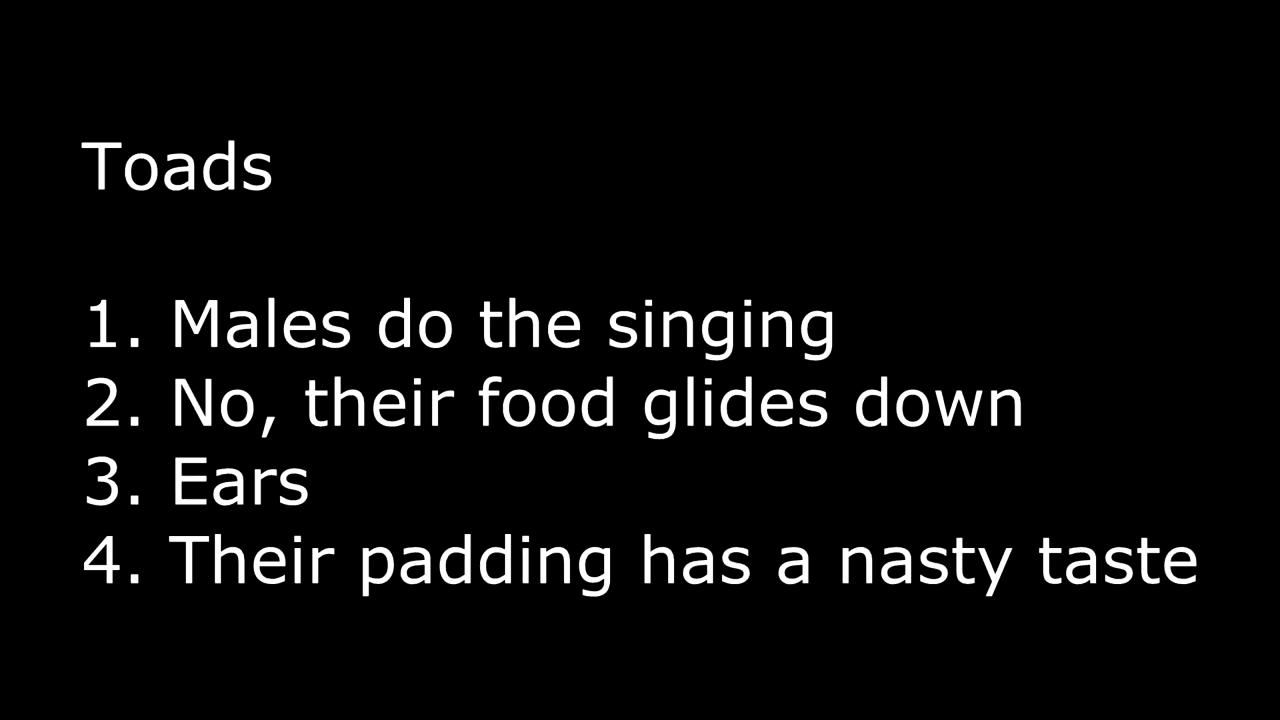 Toads
1. Males do the singing
2. No, their food glides down
3. Ears
4. Their padding has a nasty taste